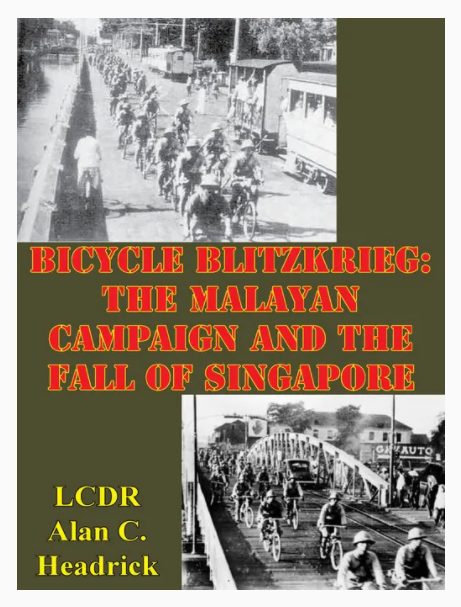 BICYCLE BLITZKRIEG:
THE MALAYAN
CAMPAIGN AND THE
FALL OF SINGAPORE
LCDR
Alan C.
Headrick